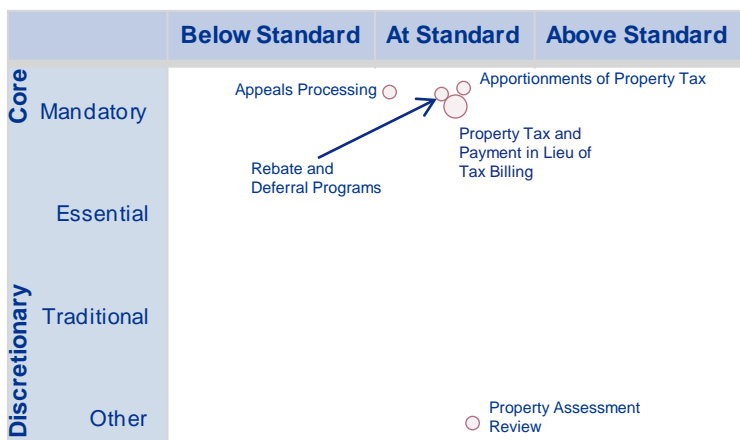 Below Standard At Standard Above Standard
Core
Mandatory
Appeals Processing
Apportionments of Property Tax
Property Tax and
Payment in Lieu of
Tax Billing
Rebate and
Deferral Programs
Essential
Discretionary
Traditional
Other
Property Assessment
Review